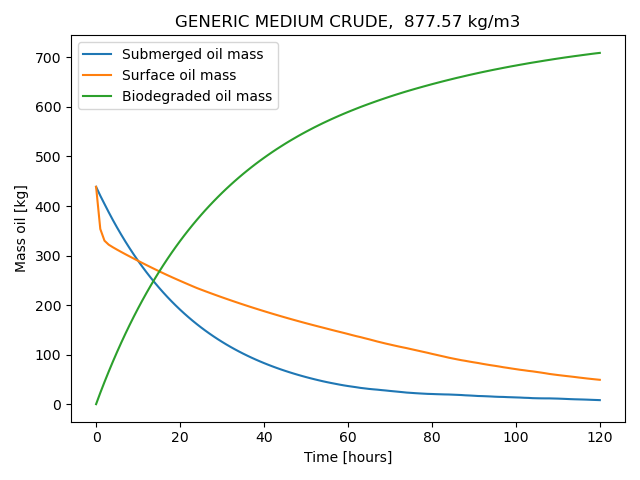 GENERIC MEDIUM CRUDE,  877.57 kg/m3
Submerged oil mass
Surface oil mass
Biodegraded oil mass
Mass oil [kg]
700
600
500
400
300
200
100
0
0 20 40 60 80 100 120
Time [hours]